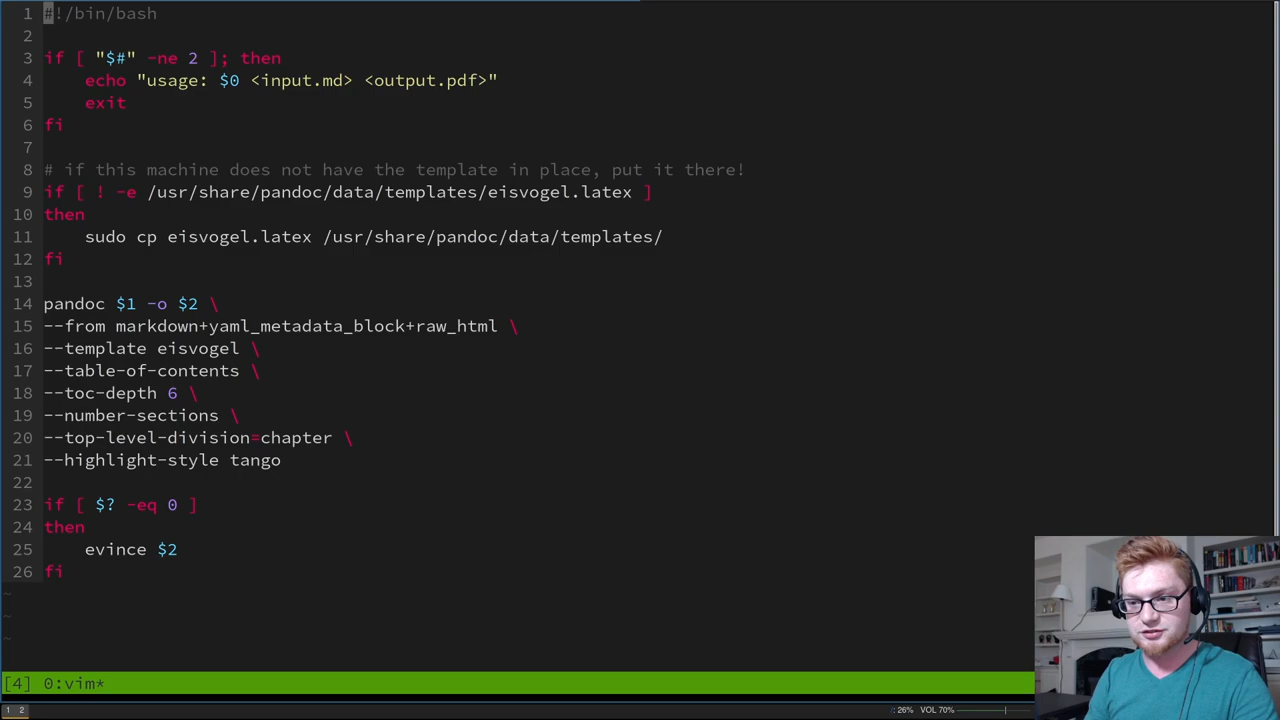 1 #!/bin/bash
2
3 if [ "$#" -ne 2 ]; then
4     echo "usage: $0 <input.md> <output.pdf>"
5     exit
6 fi
7
8 # if this machine does not have the template in place, put it there!
9 if [ ! -e /usr/share/pandoc/data/templates/eisvogel.latex ]
10 then
11     sudo cp eisvogel.latex /usr/share/pandoc/data/templates/
12 fi
13
14 pandoc $1 -o $2 \
15 --from markdown+yaml_metadata_block+raw_html \
16 --template eisvogel \
17 --table-of-contents \
18 --toc-depth 6 \
19 --number-sections \
20 --top-level-division=chapter \
21 --highlight-style tango
22
23 if [ $? -eq 0 ]
24 then
25     evince $2
26 fi
~
~
~
[4] 0:vim*
1 2 26% VOL 70%